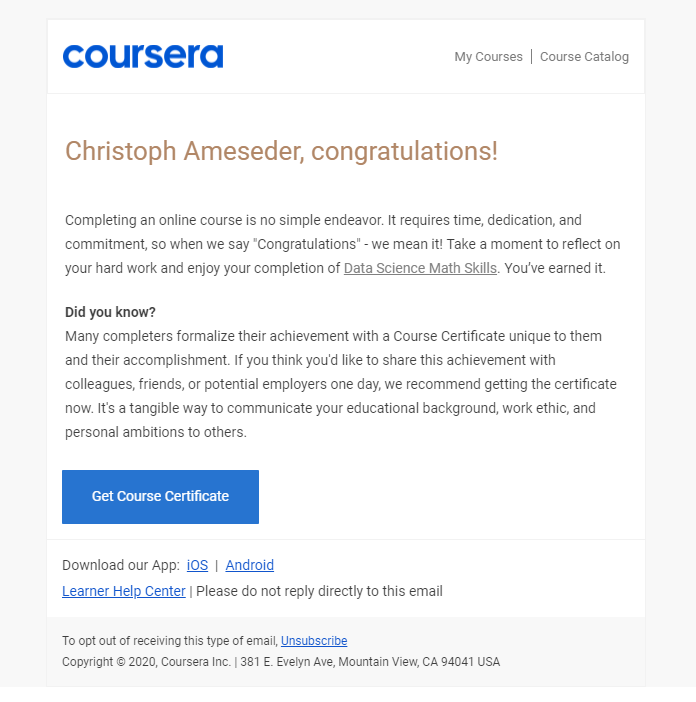 coursera
My Courses | Course Catalog
Christoph Ameseder, congratulations!
Completing an online course is no simple endeavor. It requires time, dedication, and
commitment, so when we say "Congratulations" - we mean it! Take a moment to reflect on
your hard work and enjoy your completion of Data Science Math Skills. You’ve earned it.
Did you know?
Many completers formalize their achievement with a Course Certificate unique to them
and their accomplishment. If you think you'd like to share this achievement with
colleagues, friends, or potential employers one day, we recommend getting the certificate
now. It's a tangible way to communicate your educational background, work ethic, and
personal ambitions to others.
Get Course Certificate
Download our App: iOS | Android
Learner Help Center | Please do not reply directly to this email
To opt out of receiving this type of email, Unsubscribe
Copyright © 2020, Coursera Inc. | 381 E. Evelyn Ave, Mountain View, CA 94041 USA